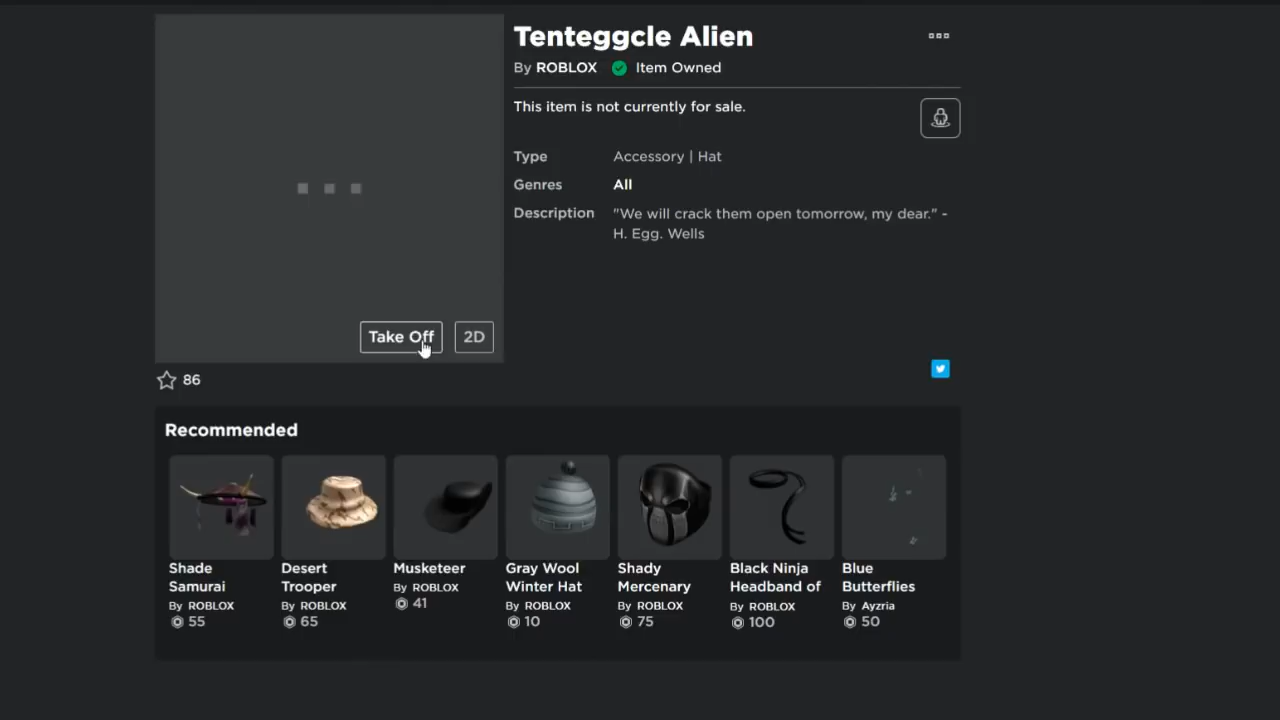 Tenteggcle Alien
By ROBLOX Item Owned
This item is not currently for sale.
Type Accessory | Hat
Genres All
Description "We will crack them open tomorrow, my dear." -
H. Egg. Wells
Take Off 2D
86
Recommended
Shade
Samurai
By ROBLOX
55
Desert
Trooper
By ROBLOX
65
Musketeer
By ROBLOX
41
Gray Wool
Winter Hat
By ROBLOX
10
Shady
Mercenary
By ROBLOX
75
Black Ninja
Headband of
By ROBLOX
100
Blue
Butterflies
By Ayzria
50